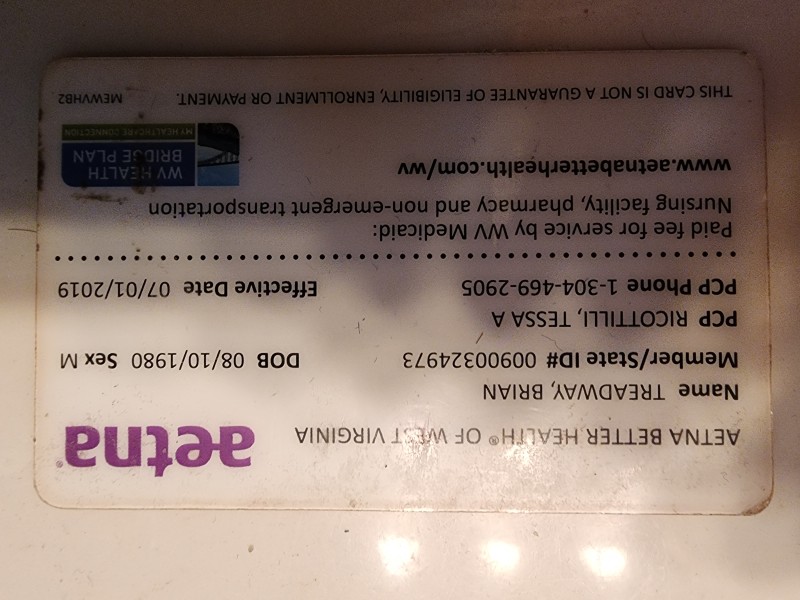 AETNA BETTER HEALTH® OF WEST VIRGINIA
aetna®
Name TREADWAY, BRIAN
Member/State ID# 00900324973 DOB 08/10/1980 Sex M
PCP RICOTTILLI, TESSA A
PCP Phone 1-304-469-2905 Effective Date 07/01/2019
Paid fee for service by WV Medicaid:
Nursing facility, pharmacy and non-emergent transportation
www.aetnabetterhealth.com/wv
WV HEALTH
BRIDGE PLAN
MY HEALTHCARE CONNECTION
THIS CARD IS NOT A GUARANTEE OF ELIGIBILITY, ENROLLMENT OR PAYMENT. MEWVHB2